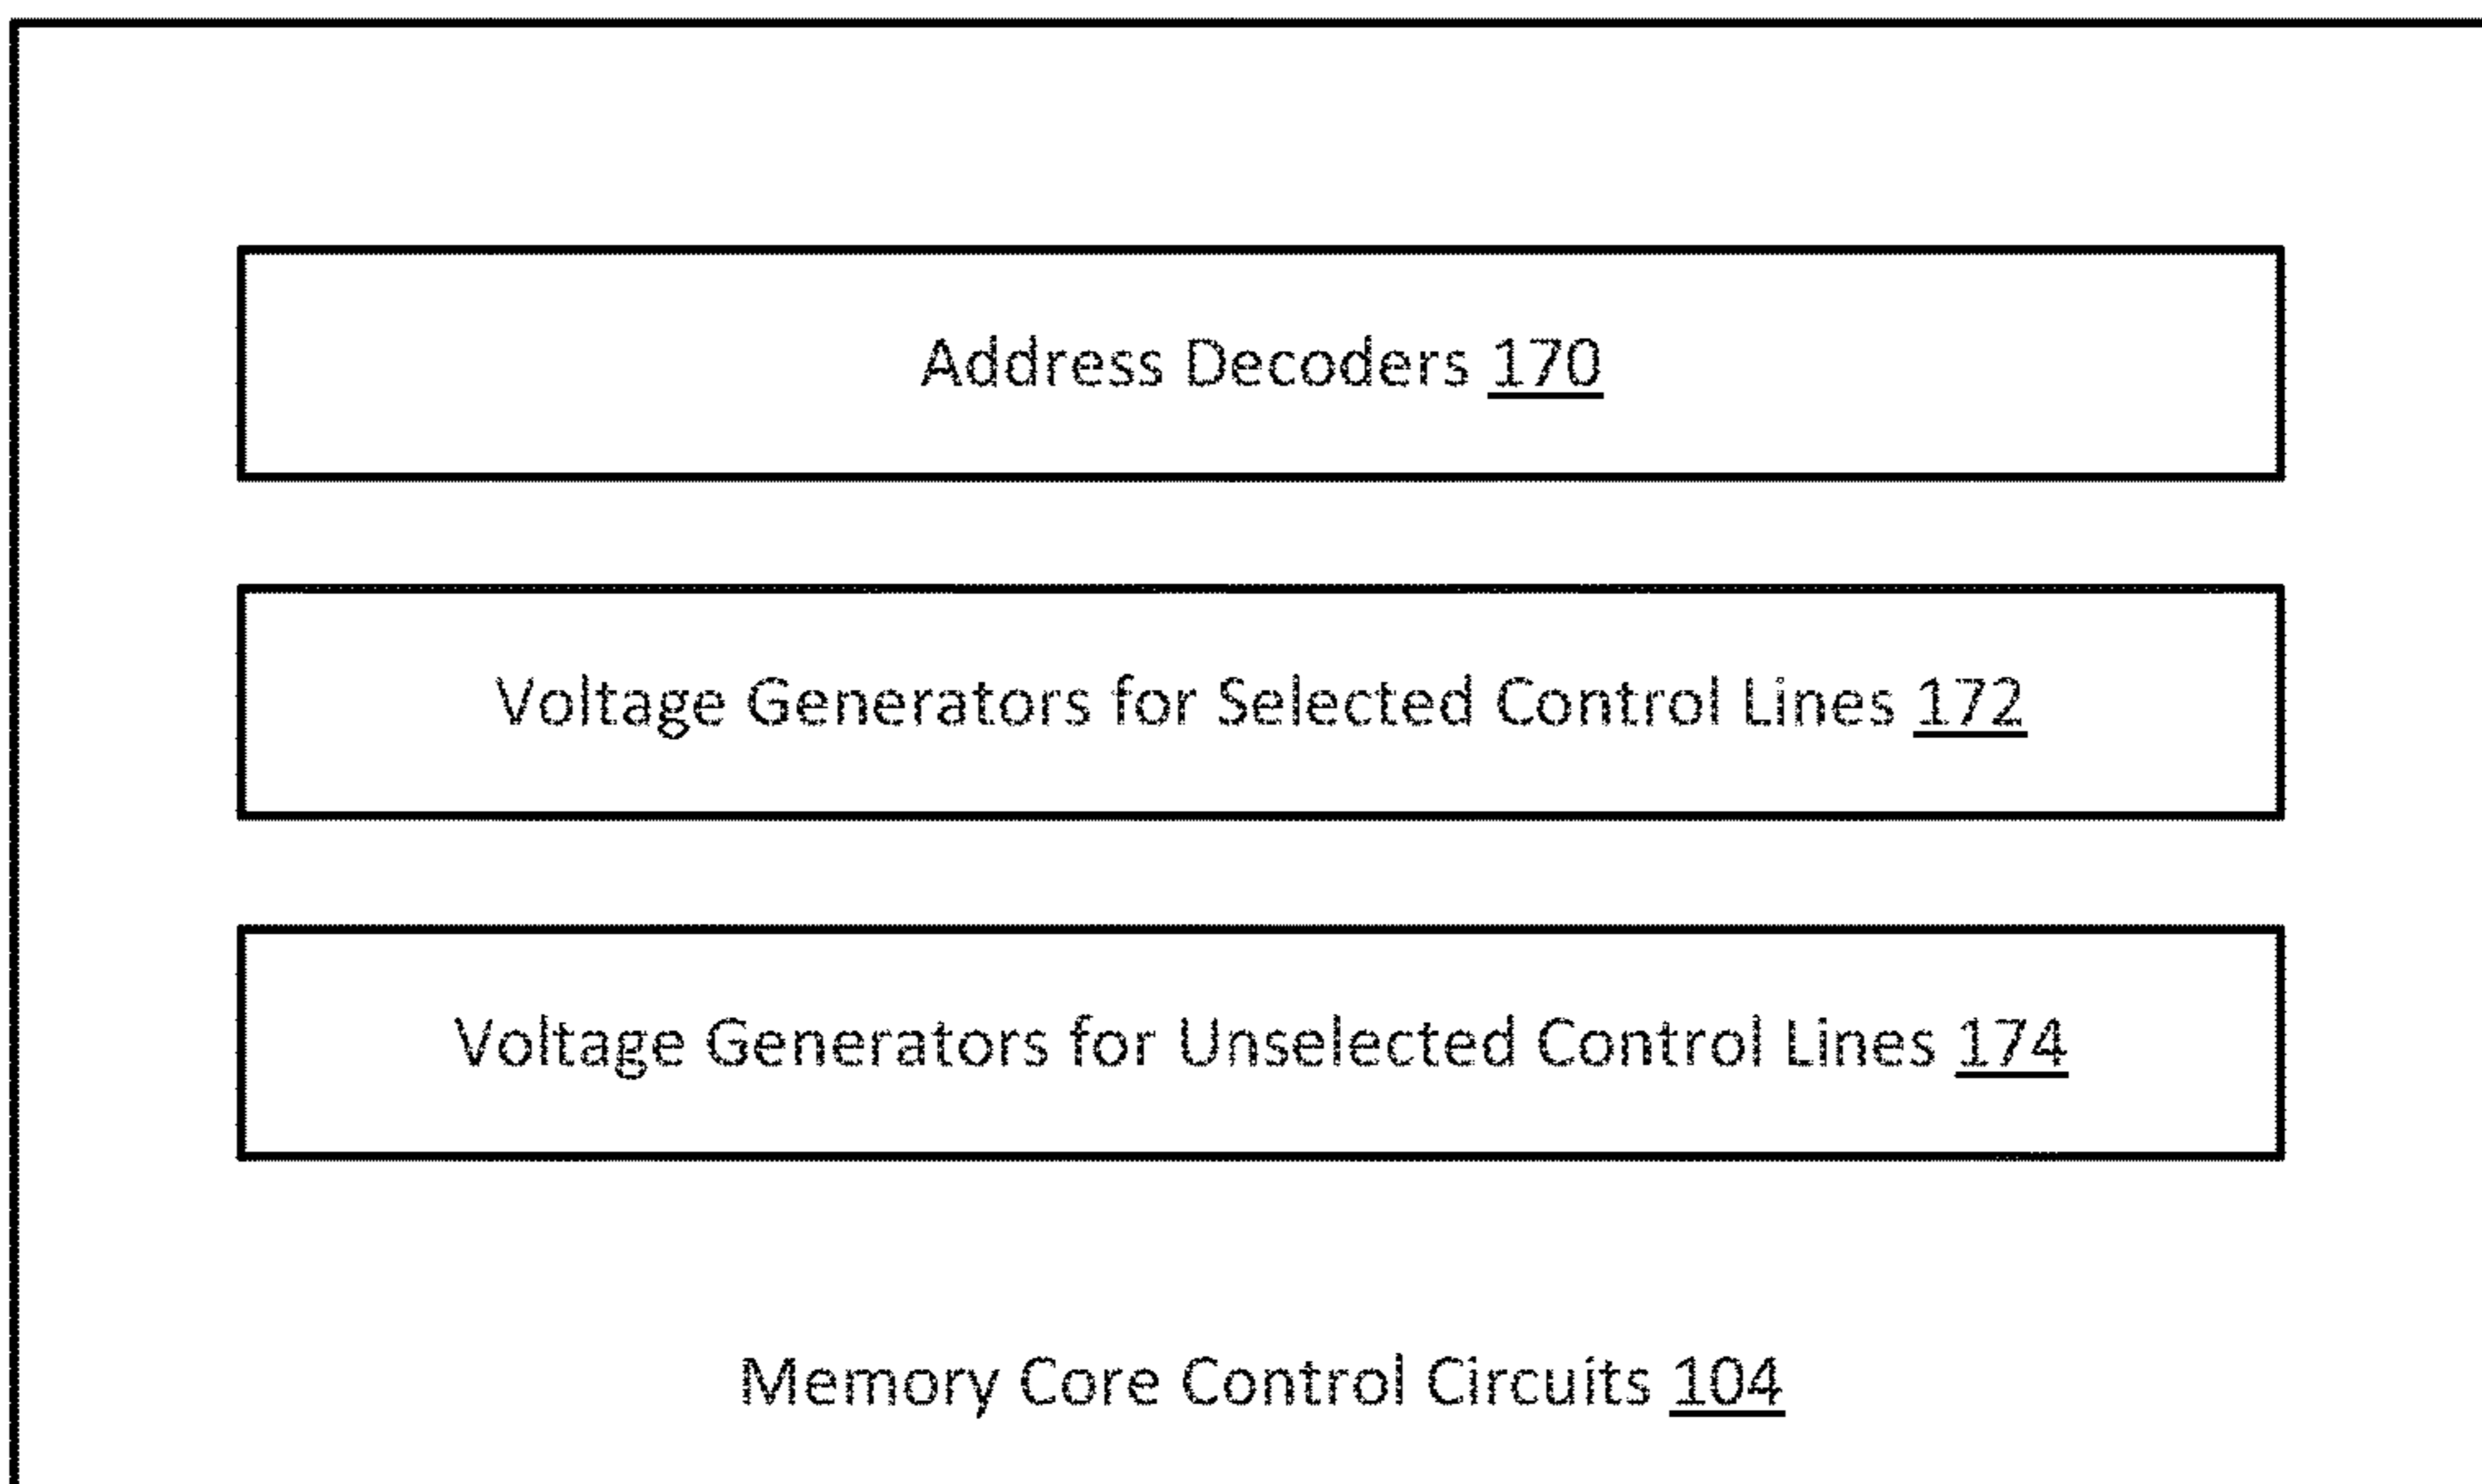 Address Decoders 170
Voltage Generators for Selected Control Lines 172
Voltage Generators for Unselected Control Lines 174
Memory Core Control Circuits 104